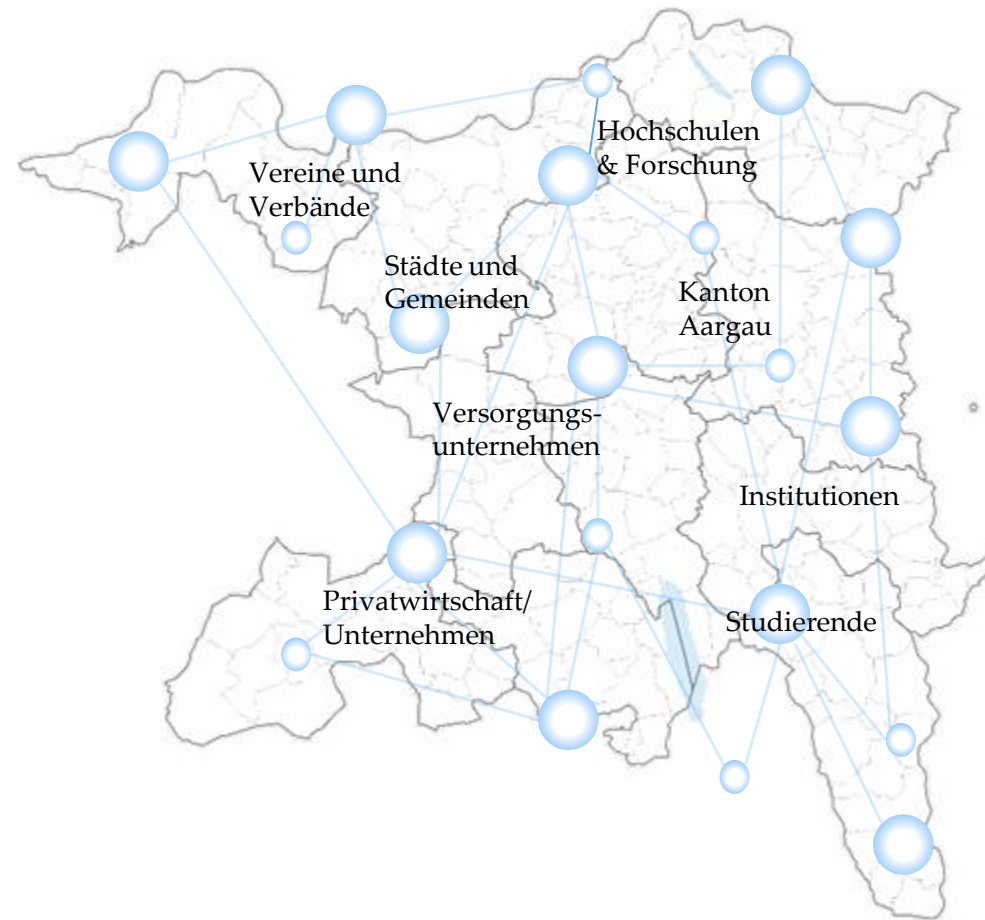 Hochschulen
& Forschung
Vereine und
Verbände
Städte und
Gemeinden
Kanton
Aargau
Versorgungs-
unternehmen
Institutionen
Privatwirtschaft/
Unternehmen
Studierende